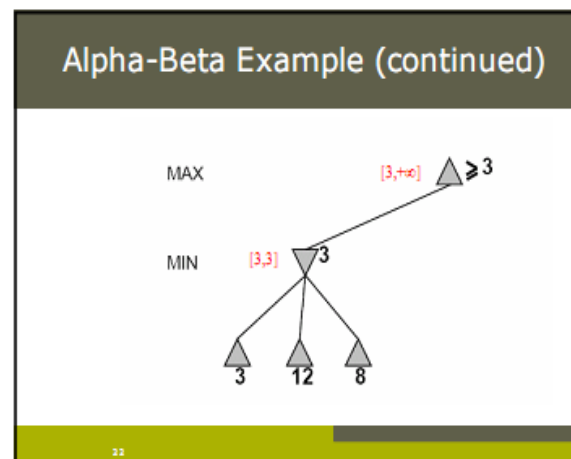 Alpha-Beta Example (continued)
MAX [3,+∞] ⩾ 3
MIN [3,3] 3
3 12 8
22